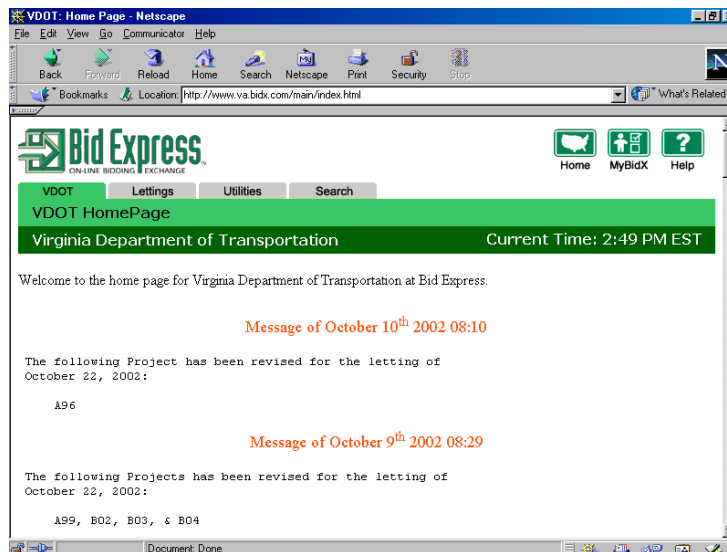 VDOT: Home Page - Netscape
File Edit View Go Communicator Help
Back Forward Reload Home Search Netscape Print Security Stop
Bookmarks Location: http://www.va.bidx.com/main/index.html What's Related
Bid Express
ON-LINE BIDDING EXCHANGE
Home MyBidX Help
VDOT Lettings Utilities Search
VDOT HomePage
Virginia Department of Transportation Current Time: 2:49 PM EST
Welcome to the home page for Virginia Department of Transportation at Bid Express.
Message of October 10th 2002 08:10
The following Project has been revised for the letting of
October 22, 2002:
A96
Message of October 9th 2002 08:29
The following Projects has been revised for the letting of
October 22, 2002:
A99, B02, B03, & B04
Document: Done